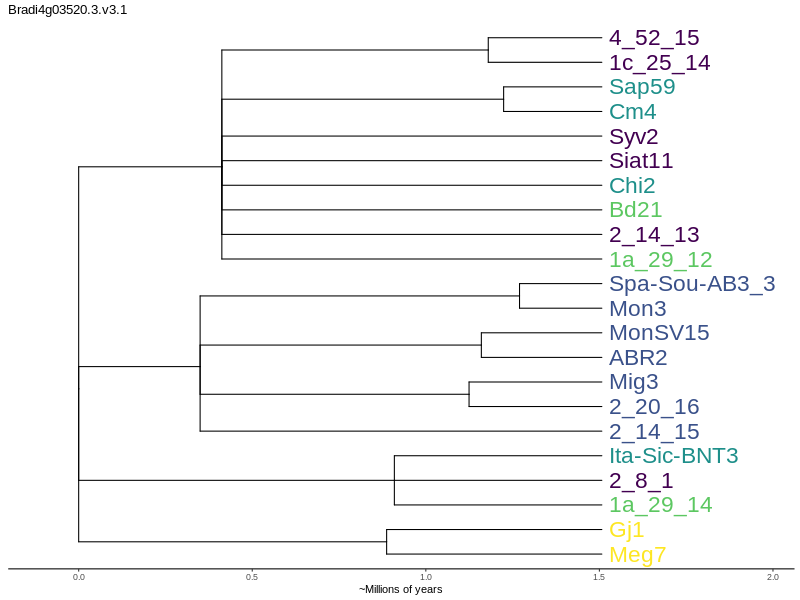 Bradi4g03520.3.v3.1
4_52_15
1c_25_14
Sap59
Cm4
Syv2
Siat11
Chi2
Bd21
2_14_13
1a_29_12
Spa-Sou-AB3_3
Mon3
MonSV15
ABR2
Mig3
2_20_16
2_14_15
Ita-Sic-BNT3
2_8_1
1a_29_14
Gj1
Meg7
0.0 0.5 1.0 1.5 2.0
~Millions of years